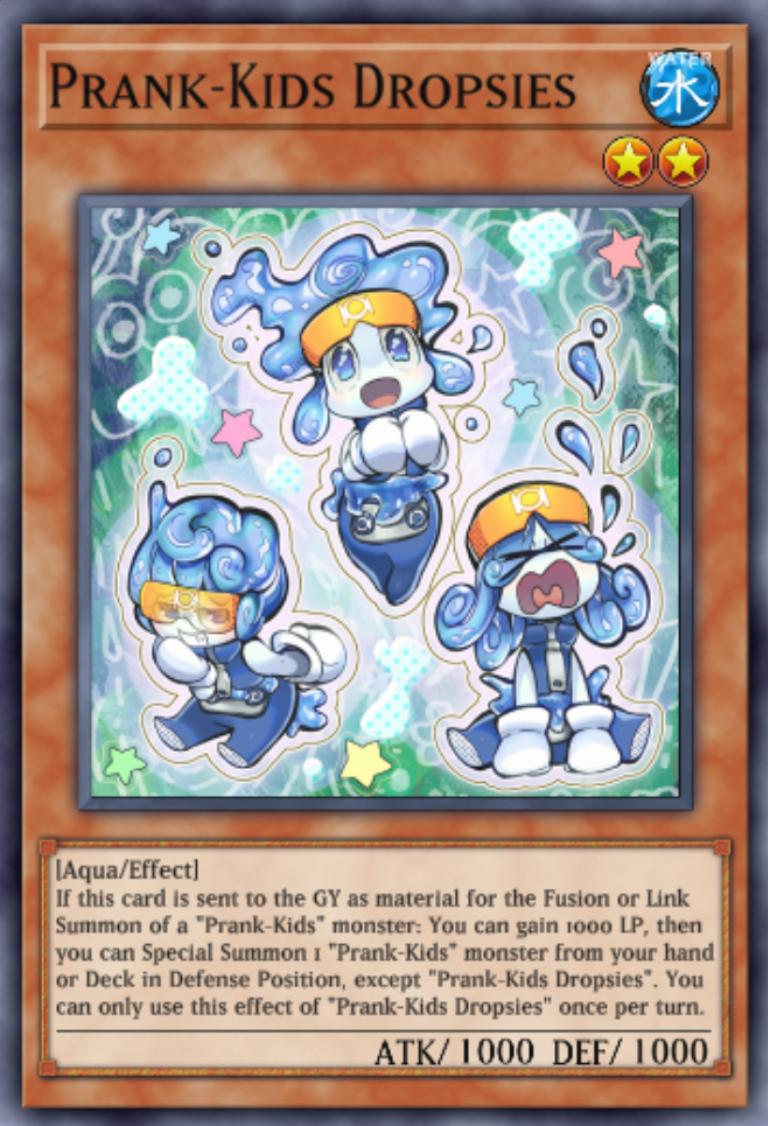 Prank-Kids Dropsies
WATER
水
[Aqua/Effect]
If this card is sent to the GY as material for the Fusion or Link
Summon of a "Prank-Kids" monster: You can gain 1000 LP, then
you can Special Summon 1 "Prank-Kids" monster from your hand
or Deck in Defense Position, except "Prank-Kids Dropsies". You
can only use this effect of "Prank-Kids Dropsies" once per turn.
ATK/ 1000 DEF/ 1000